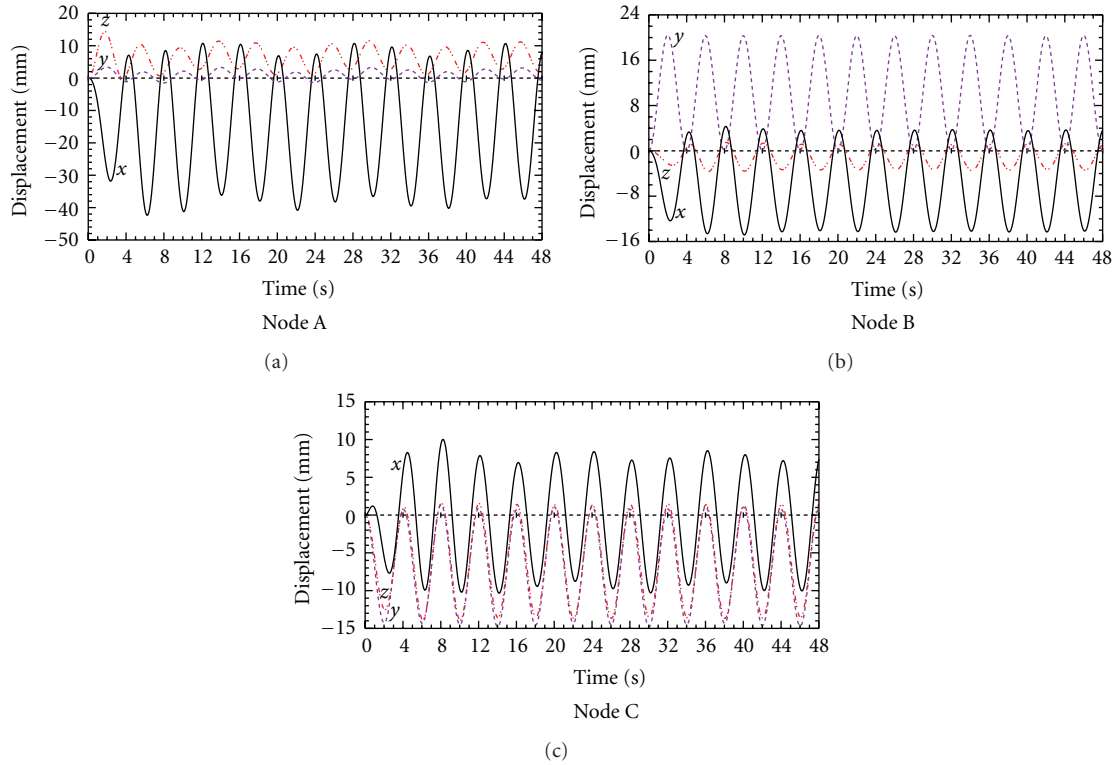 20
10
0
−10
−20
−30
−40
−50
Displacement (mm)
z
y
x
0 4 8 12 16 20 24 28 32 36 40 44 48
Time (s)
Node A
(a)
24
16
8
0
−8
−16
Displacement (mm)
y
z
x
0 4 8 12 16 20 24 28 32 36 40 44 48
Time (s)
Node B
(b)
15
10
5
0
−5
−10
−15
Displacement (mm)
x
z
y
0 4 8 12 16 20 24 28 32 36 40 44 48
Time (s)
Node C
(c)